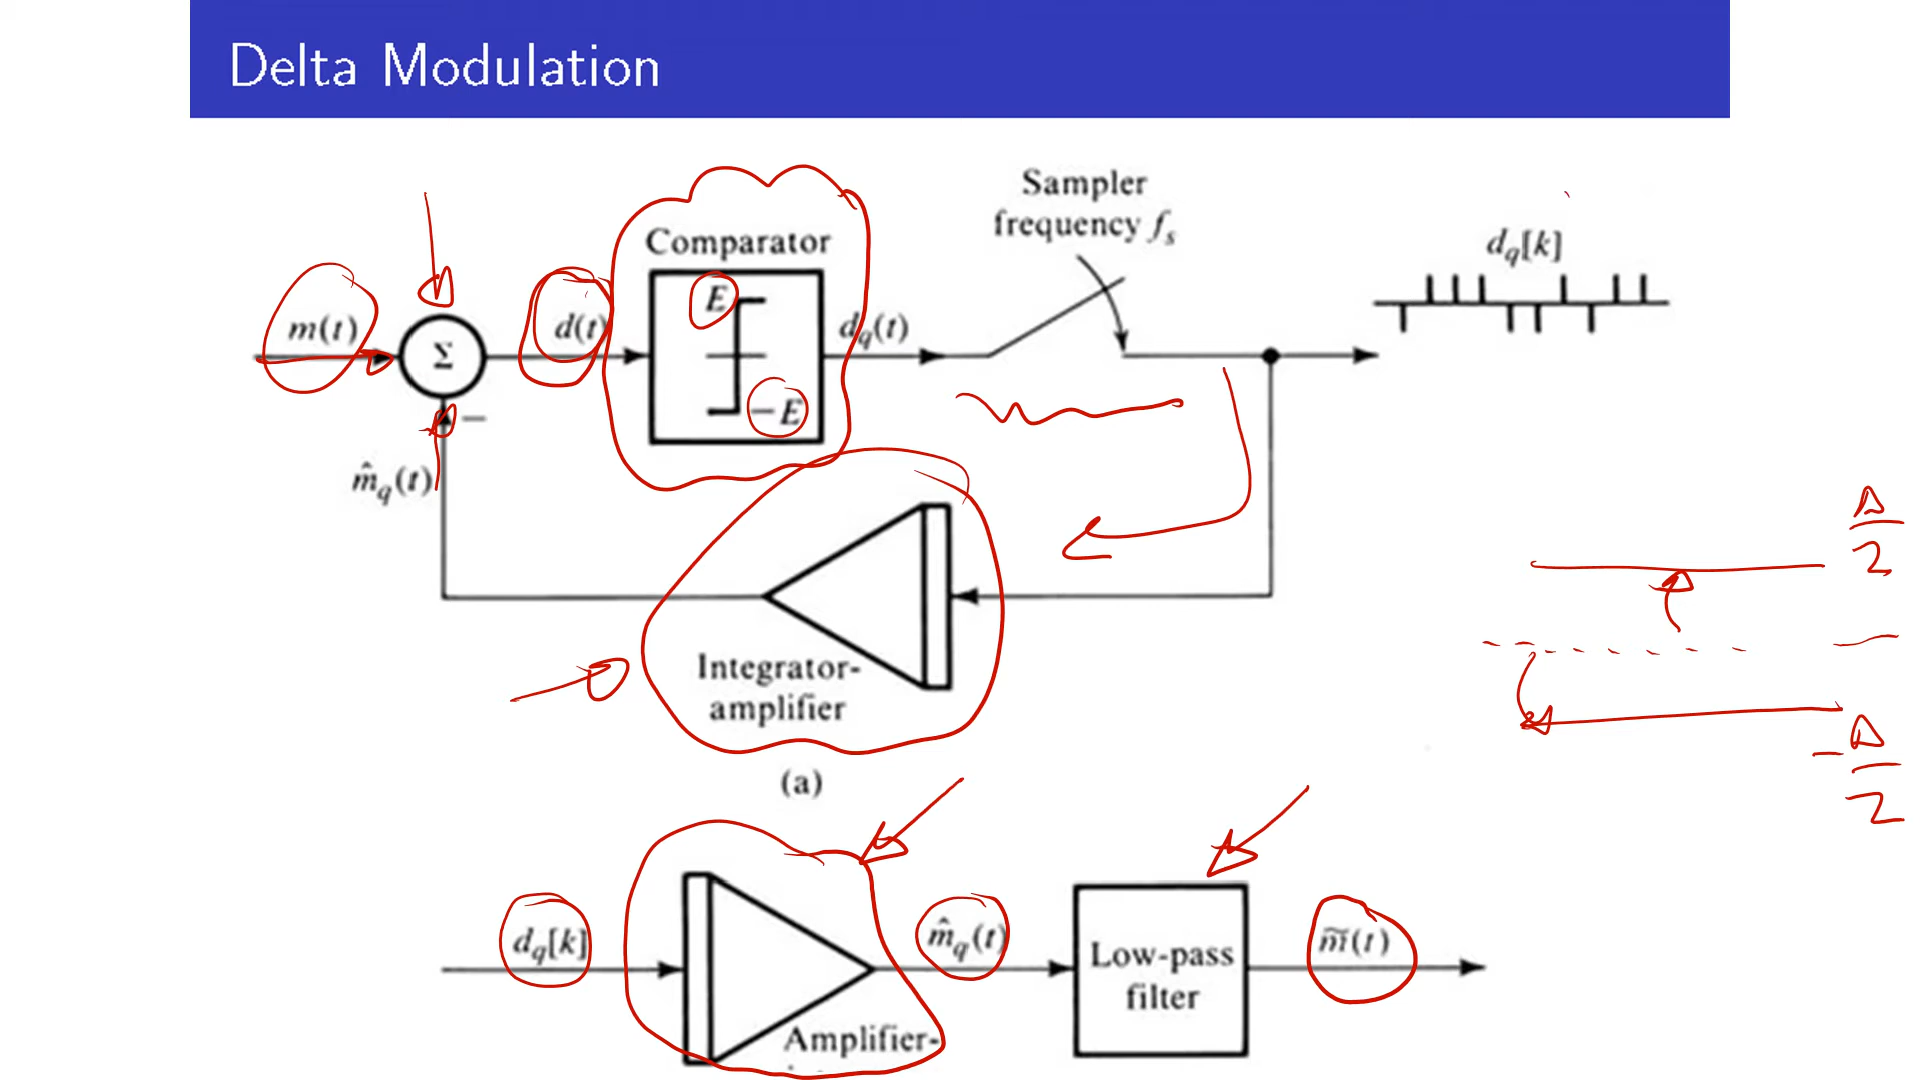 Delta Modulation
Sampler
frequency f_s
Comparator
d_q[k]
m(t)
Σ
d(t)
E
−E
d_q(t)
−
m̂_q(t)
Δ/2
−Δ/2
Integrator-
amplifier
(a)
d_q[k]
m̂_q(t)
Low-pass
filter
m̃(t)
Amplifier-